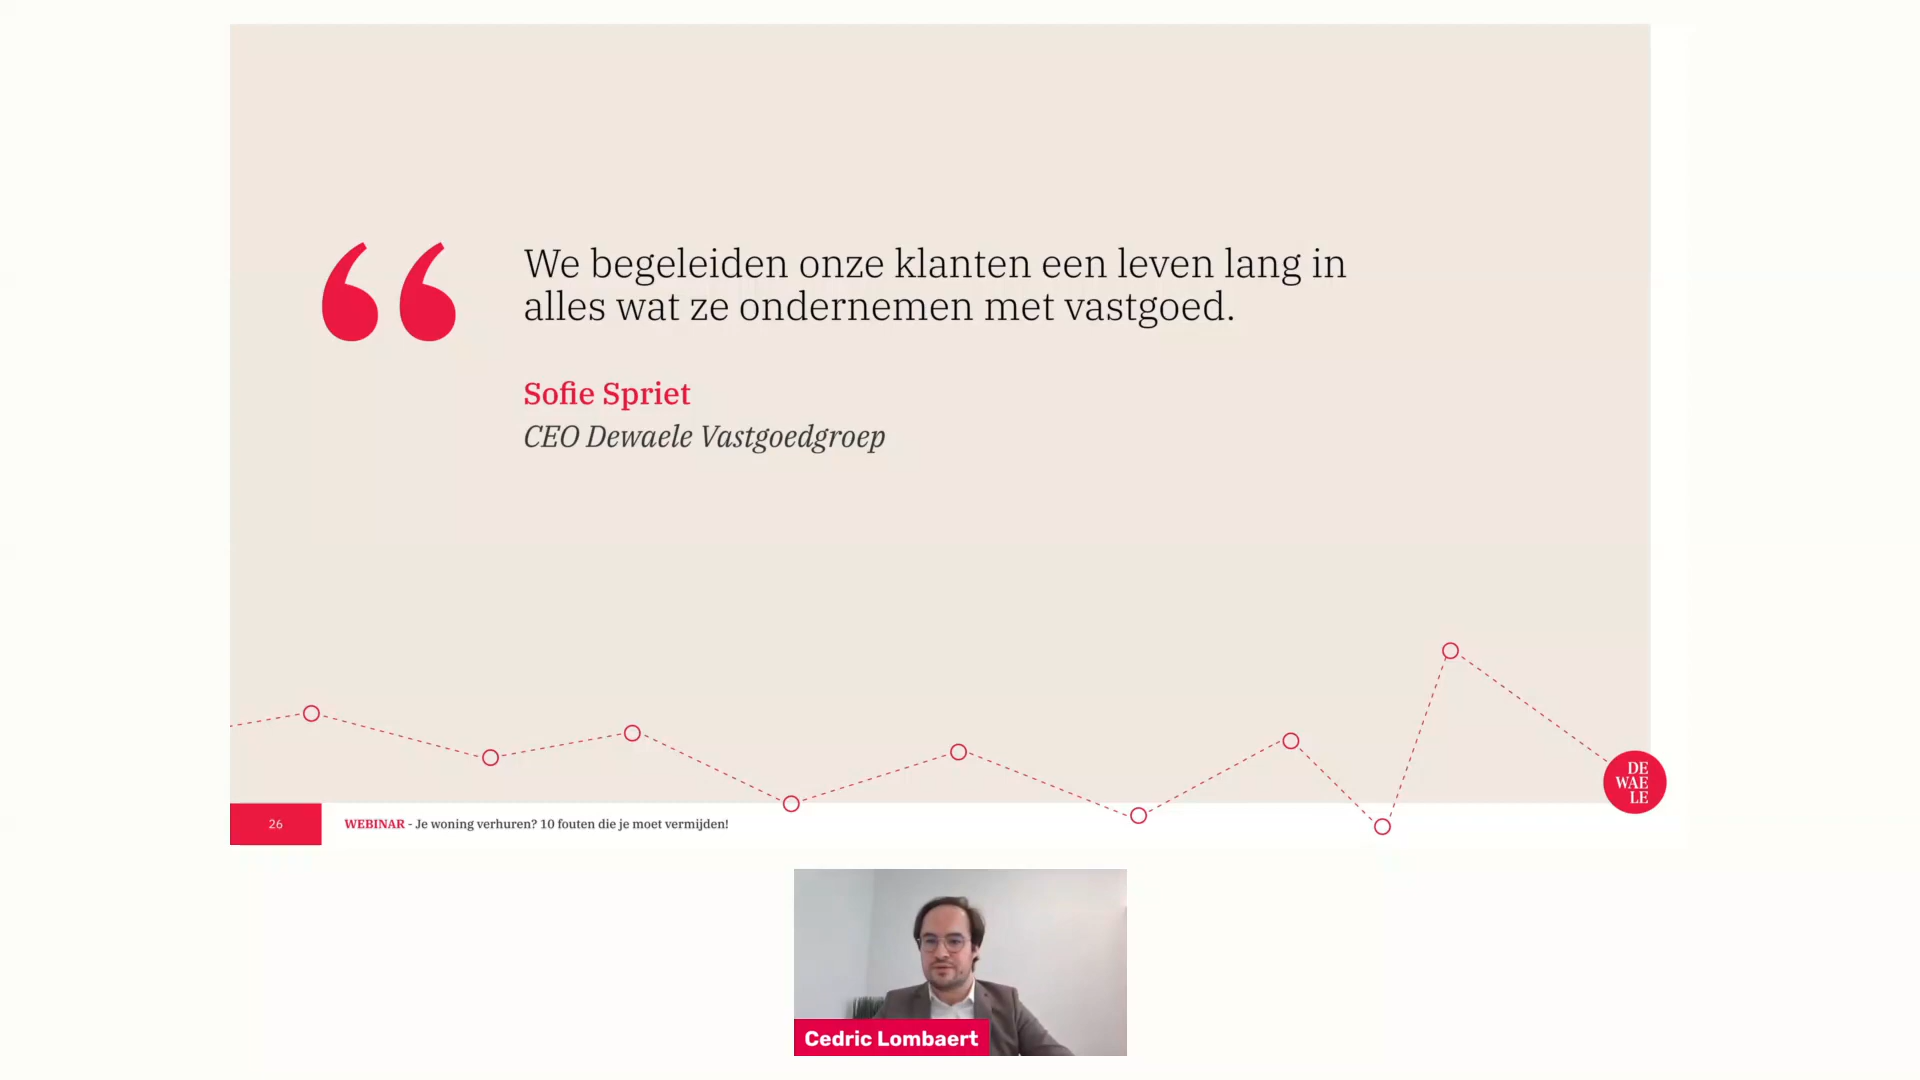 We begeleiden onze klanten een leven lang in
alles wat ze ondernemen met vastgoed.
Sofie Spriet
CEO Dewaele Vastgoedgroep
DE
WAE
LE
26
WEBINAR - Je woning verhuren? 10 fouten die je moet vermijden!
Cedric Lombaert